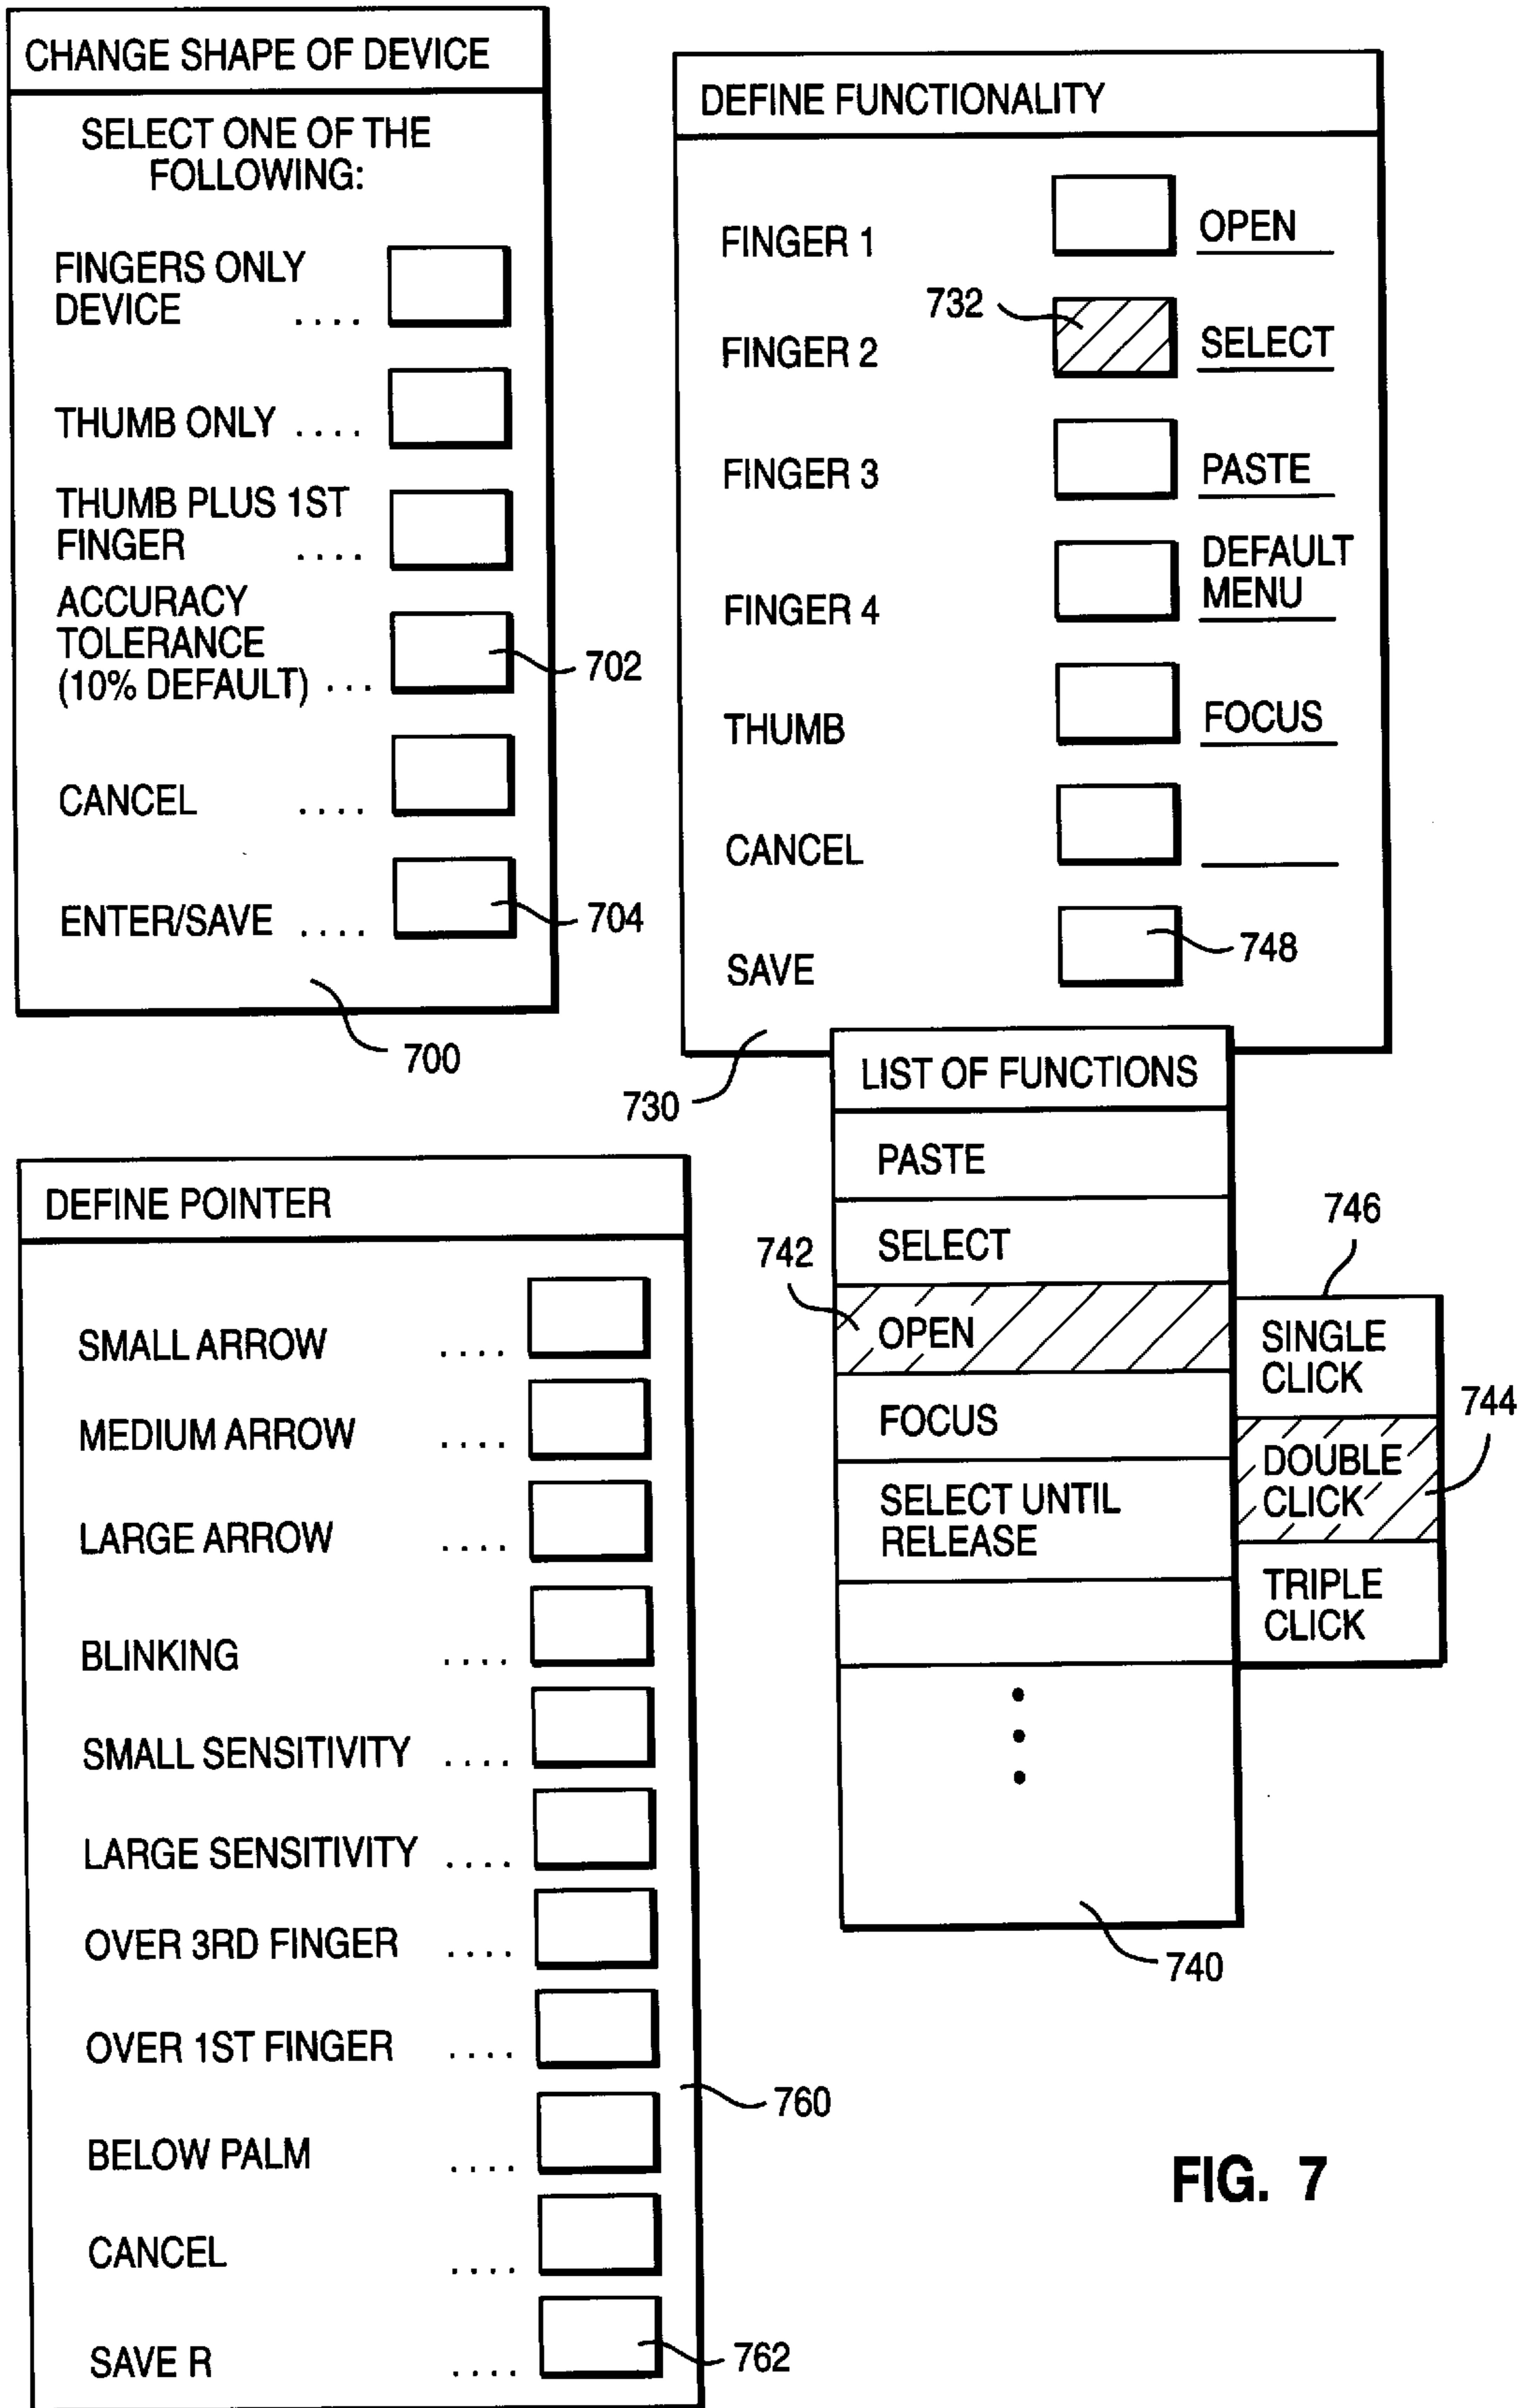 CHANGE SHAPE OF DEVICE
SELECT ONE OF THE
FOLLOWING:
FINGERS ONLY
DEVICE ....
THUMB ONLY ....
THUMB PLUS 1ST
FINGER ....
ACCURACY
TOLERANCE
(10% DEFAULT) ...
702
CANCEL ....
ENTER/SAVE ....
704
700
DEFINE FUNCTIONALITY
FINGER 1 OPEN
732
FINGER 2 SELECT
FINGER 3 PASTE
DEFAULT
FINGER 4 MENU
THUMB FOCUS
CANCEL
SAVE 748
730
LIST OF FUNCTIONS
PASTE
SELECT
742
OPEN
FOCUS
SELECT UNTIL
RELEASE
746
SINGLE
CLICK
744
DOUBLE
CLICK
TRIPLE
CLICK
740
DEFINE POINTER
SMALL ARROW ....
MEDIUM ARROW ....
LARGE ARROW ....
BLINKING ....
SMALL SENSITIVITY ....
LARGE SENSITIVITY ....
OVER 3RD FINGER ....
OVER 1ST FINGER ....
760
BELOW PALM ....
CANCEL ....
SAVE R .... 762
FIG. 7